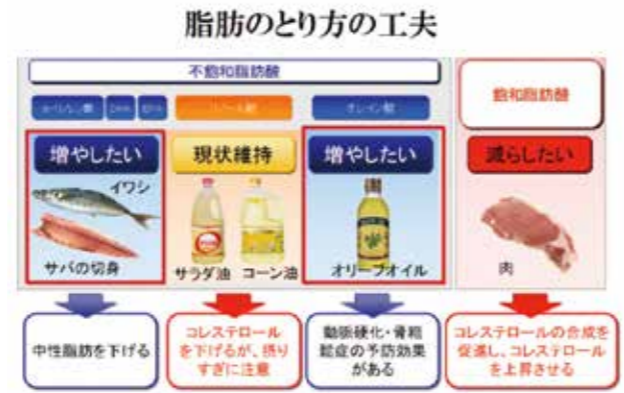 脂肪のとり方の工夫
不飽和脂肪酸
飽和脂肪酸
オレイン酸
増やしたい
現状維持
増やしたい
減らしたい
イワシ
サバの切身
サラダ油
コーン油
オリーブオイル
肉
中性脂肪を下げる
コレステロール
を下げるが、摂り
すぎに注意
動脈硬化・骨粗
鬆症の予防効果
がある
コレステロールの合成を
促進し、コレステロール
を上昇させる